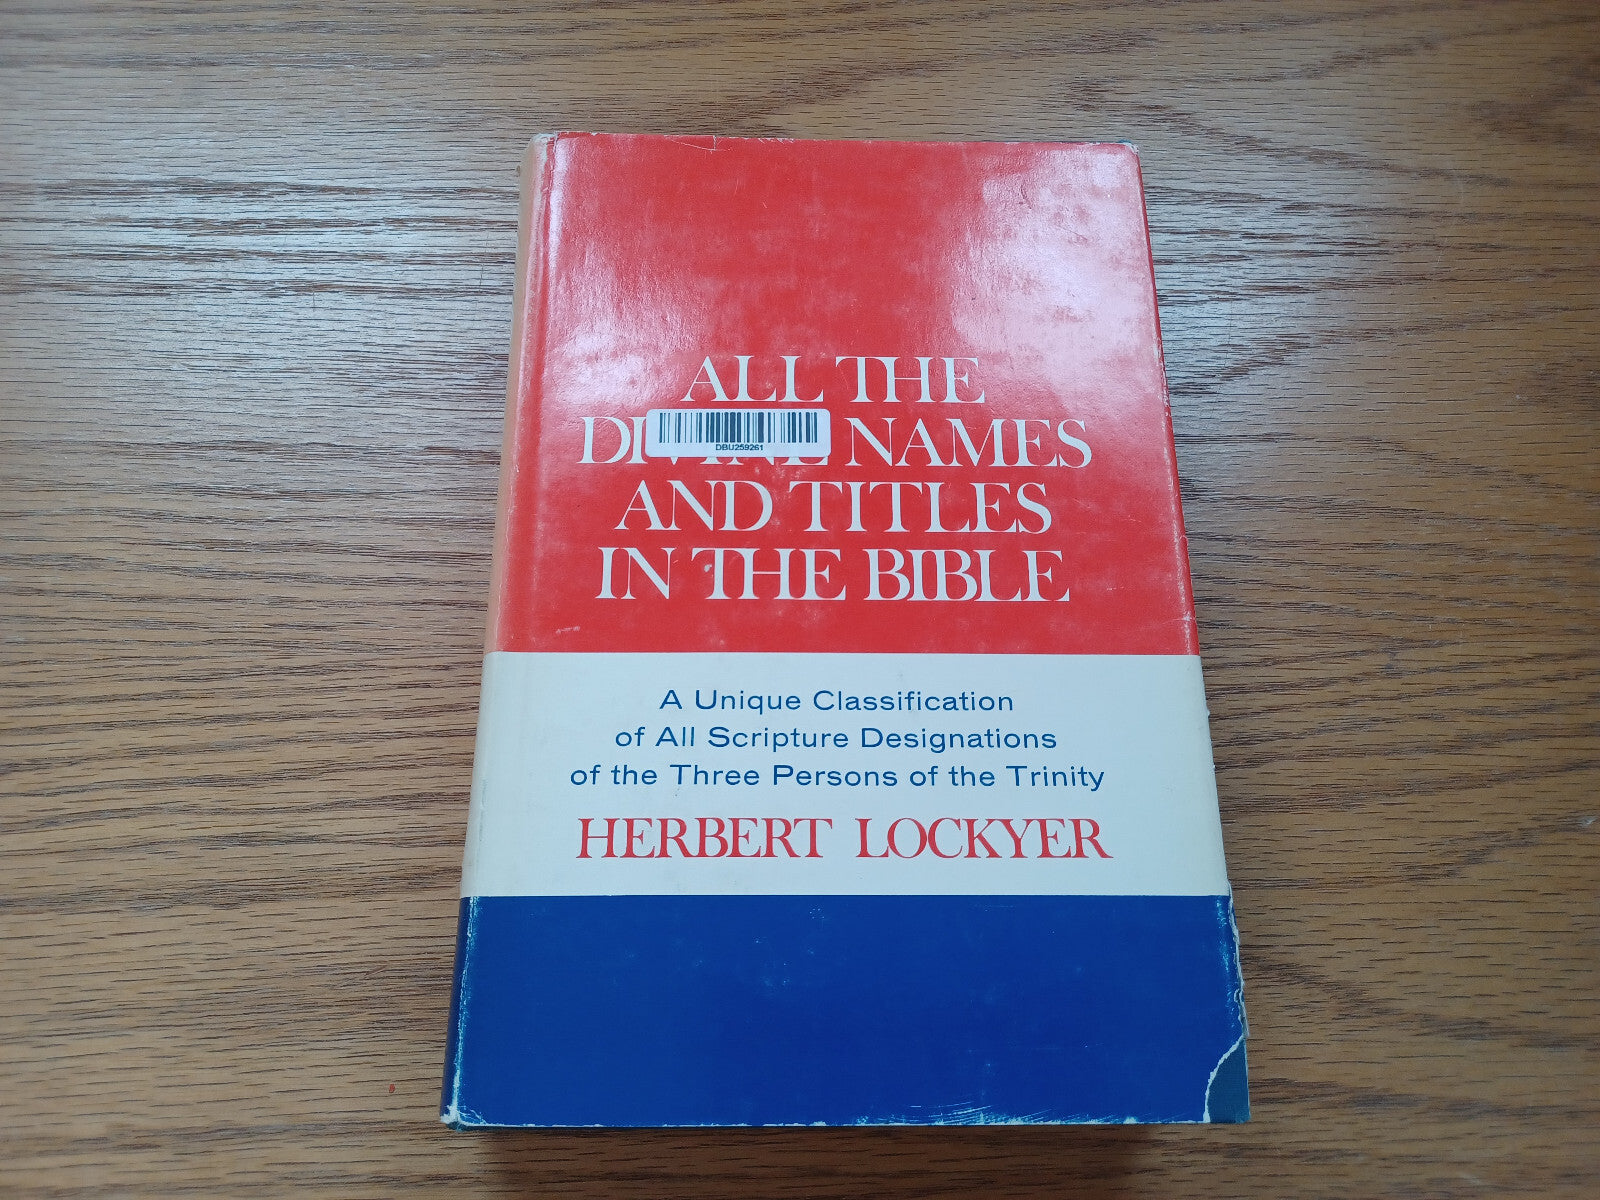 ALL THE
DIVINE NAMES
DBU259261
AND TITLES
IN THE BIBLE
A Unique Classification
of All Scripture Designations
of the Three Persons of the Trinity
HERBERT LOCKYER